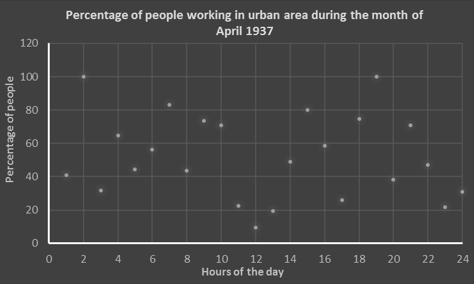 Percentage of people working in urban area during the month of
April 1937
120
100
80
60
40
20
0
Percentage of people
0 2 4 6 8 10 12 14 16 18 20 22 24
Hours of the day